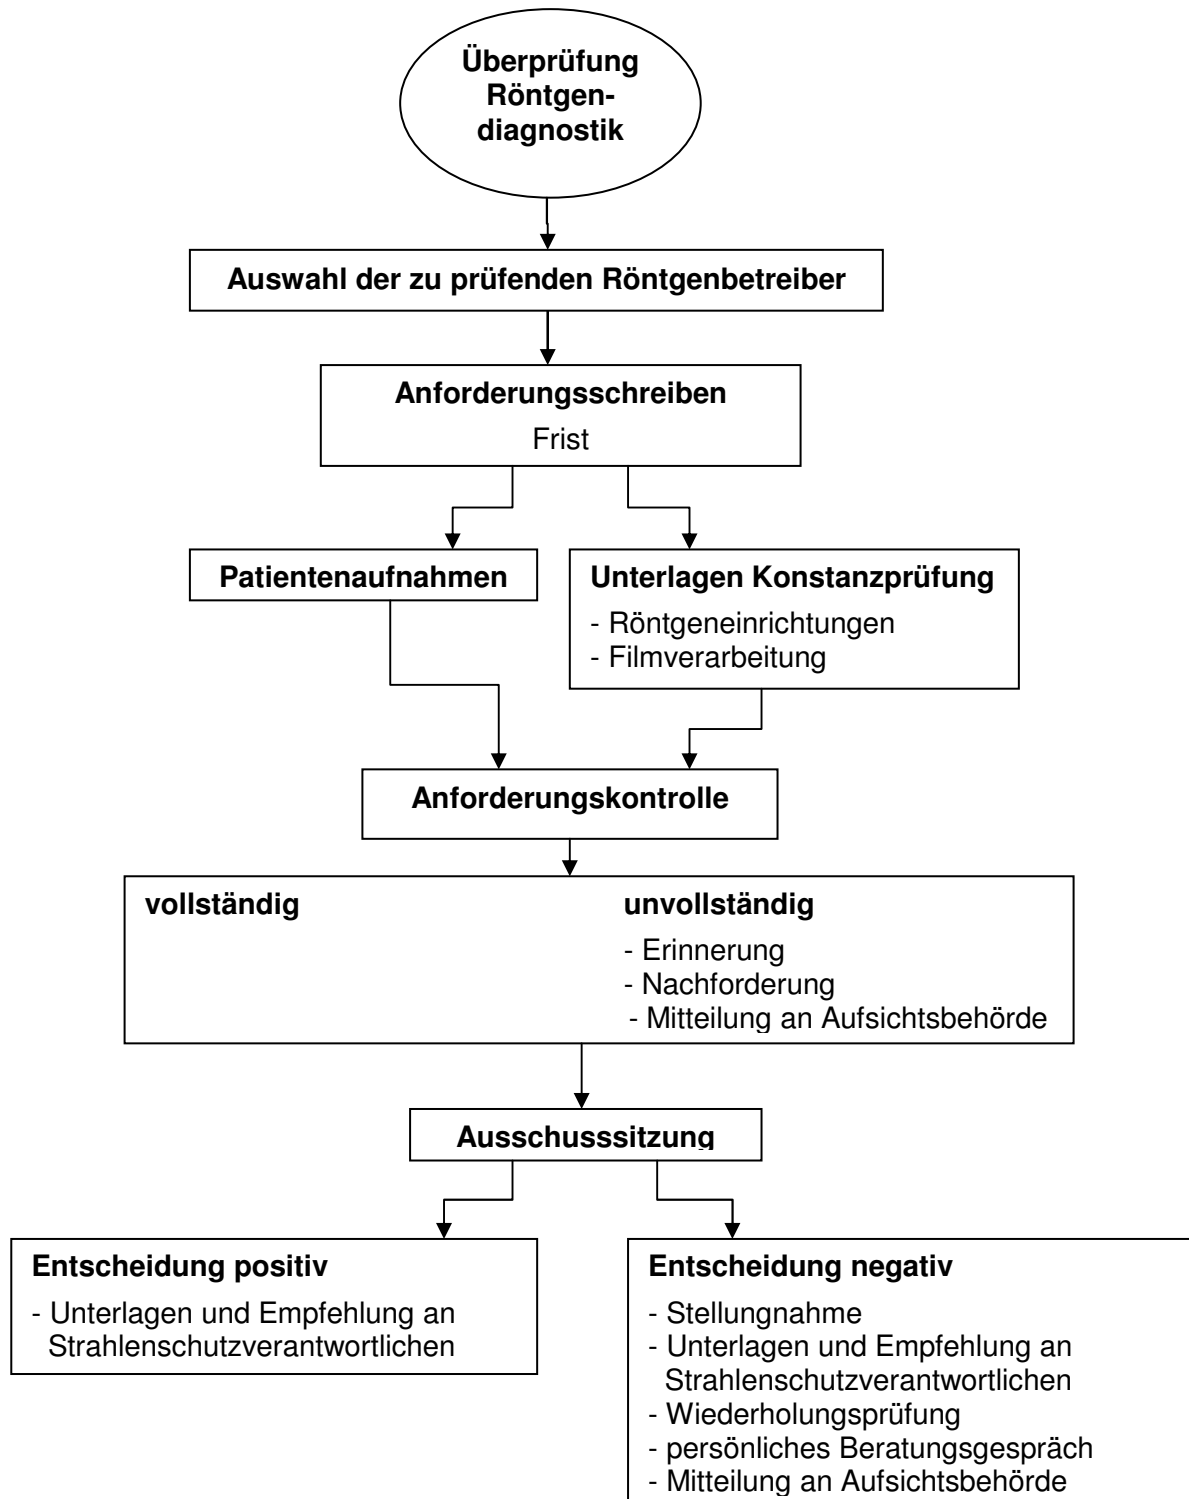 Überprüfung
Röntgen-
diagnostik
Auswahl der zu prüfenden Röntgenbetreiber
Anforderungsschreiben
Frist
Patientenaufnahmen
Unterlagen Konstanzprüfung
- Röntgeneinrichtungen
- Filmverarbeitung
Anforderungskontrolle
vollständig
unvollständig
- Erinnerung
- Nachforderung
- Mitteilung an Aufsichtsbehörde
Ausschusssitzung
Entscheidung positiv
- Unterlagen und Empfehlung an
Strahlenschutzverantwortlichen
Entscheidung negativ
- Stellungnahme
- Unterlagen und Empfehlung an
Strahlenschutzverantwortlichen
- Wiederholungsprüfung
- persönliches Beratungsgespräch
- Mitteilung an Aufsichtsbehörde